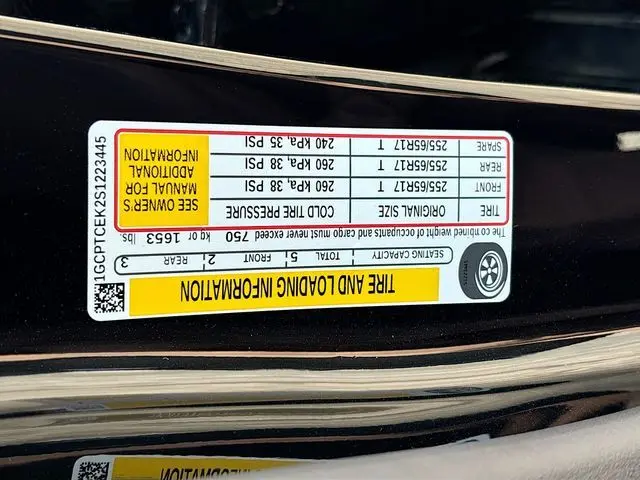 TIRE AND LOADING INFORMATION
SEATING CAPACITY TOTAL 5 FRONT 2 REAR 3
The combined weight of occupants and cargo must never exceed 750 kg or 1653 lbs.
TIRE ORIGINAL SIZE COLD TIRE PRESSURE
FRONT 255/65R17 T 260 kPa, 38 PSI
REAR 255/65R17 T 260 kPa, 38 PSI
SPARE 255/65R17 T 240 kPa, 35 PSI
SEE OWNER'S
MANUAL FOR
ADDITIONAL
INFORMATION
1GCPTCEK2S1223445
INFORMATION